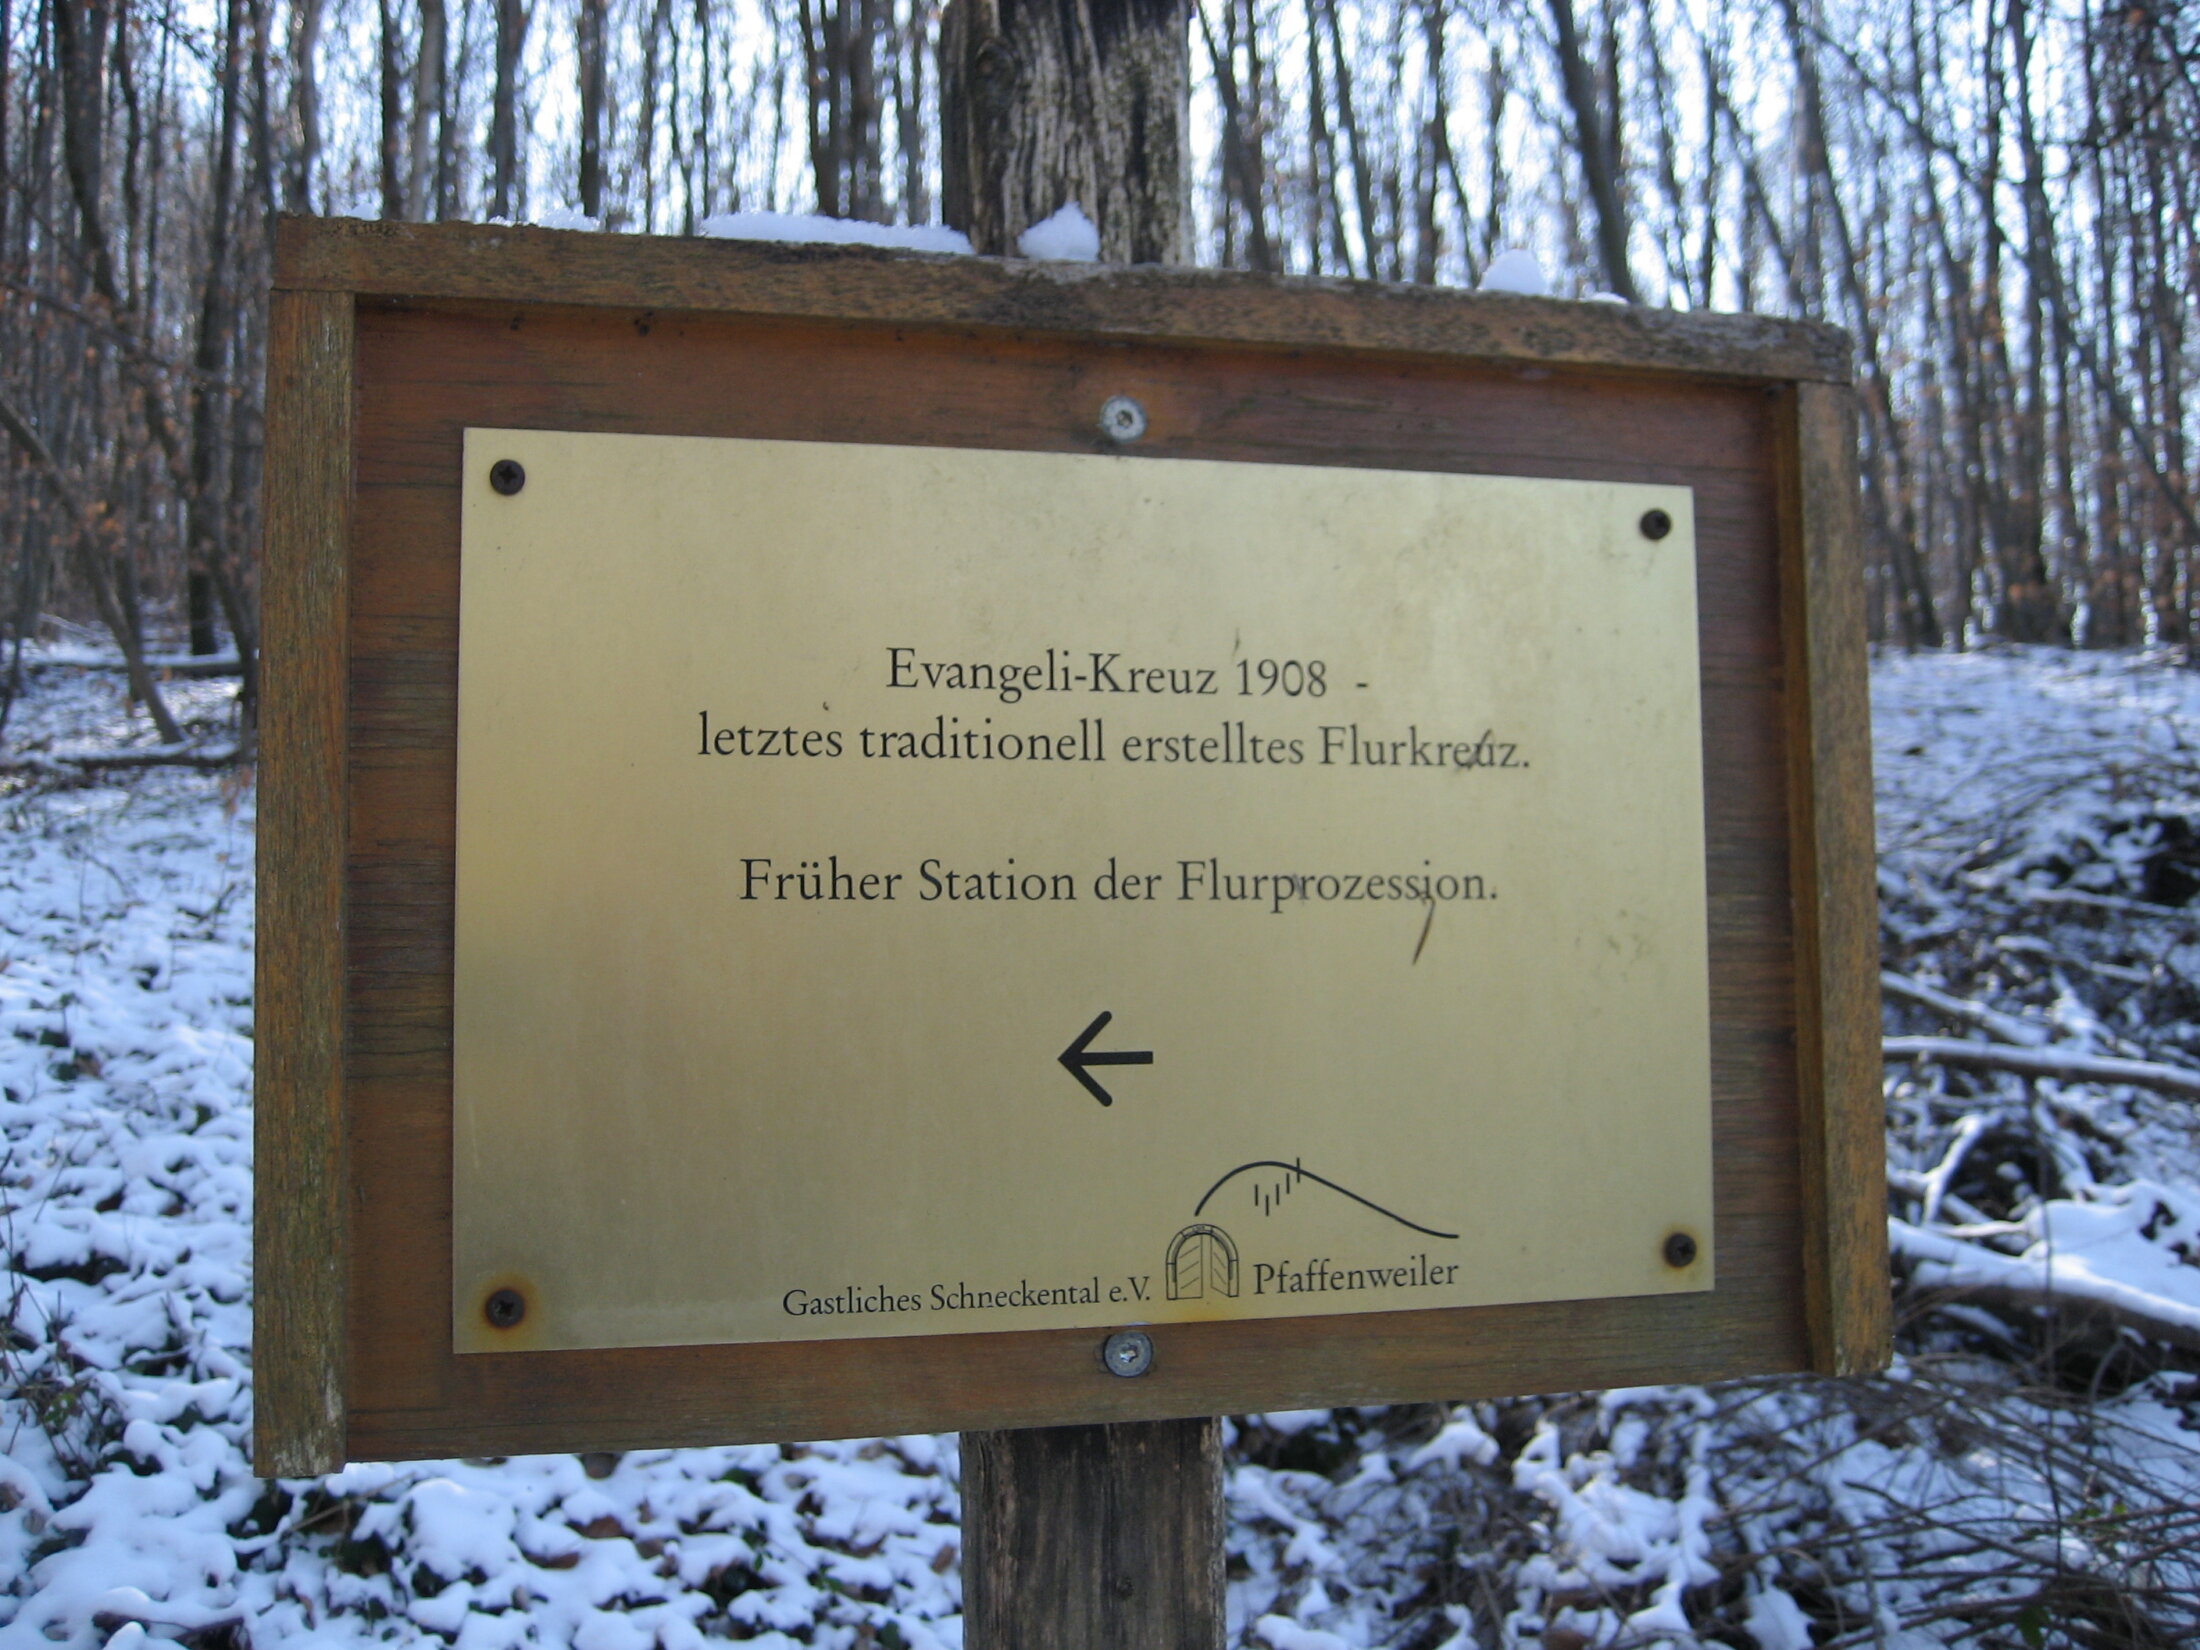 Evangeli-Kreuz 1908 -
letztes traditionell erstelltes Flurkreuz.
Früher Station der Flurprozession.
Gastliches Schneckental e.V. Pfaffenweiler